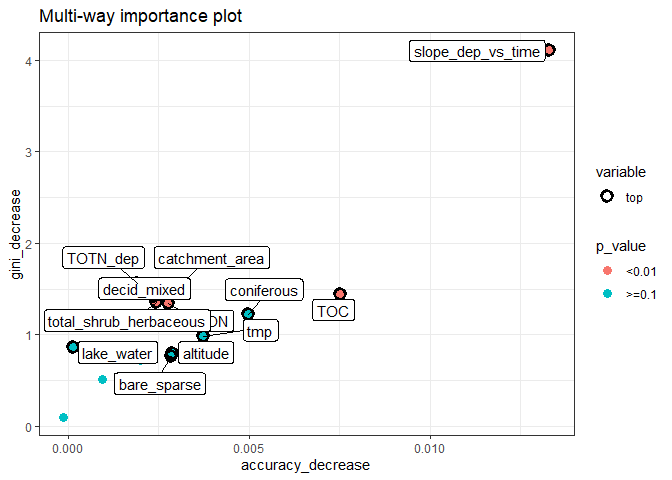 Multi-way importance plot
slope_dep_vs_time
4
3
2
1
0
gini_decrease
TOTN_dep
catchment_area
decid_mixed
coniferous
TOC
total_shrub_herbaceous
ON
tmp
lake_water
altitude
bare_sparse
0.000
0.005
0.010
accuracy_decrease
variable
top
p_value
<0.01
>=0.1